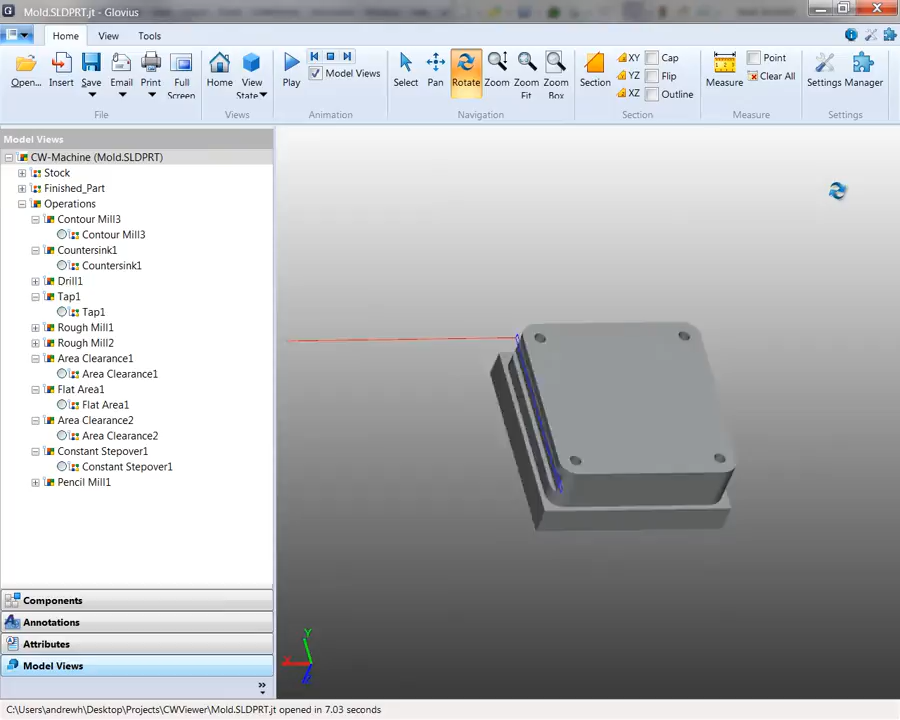 Mold.SLDPRT.jt - Glovius
Home View Tools
Open... Insert Save Email Print Full Screen
Home View State
Play Model Views
Select Pan Rotate Zoom Zoom Fit Zoom Box
Section XY YZ XZ Cap Flip Outline
Measure Point Clear All
Settings Manager
File Views Animation Navigation Section Measure Settings
Model Views
CW-Machine (Mold.SLDPRT)
Stock
Finished_Part
Operations
Contour Mill3
Contour Mill3
Countersink1
Countersink1
Drill1
Tap1
Tap1
Rough Mill1
Rough Mill2
Area Clearance1
Area Clearance1
Flat Area1
Flat Area1
Area Clearance2
Area Clearance2
Constant Stepover1
Constant Stepover1
Pencil Mill1
Components
Annotations
Attributes
Model Views
Y
X
Z
C:\Users\andrewh\Desktop\Projects\CWViewer\Mold.SLDPRT.jt opened in 7.03 seconds